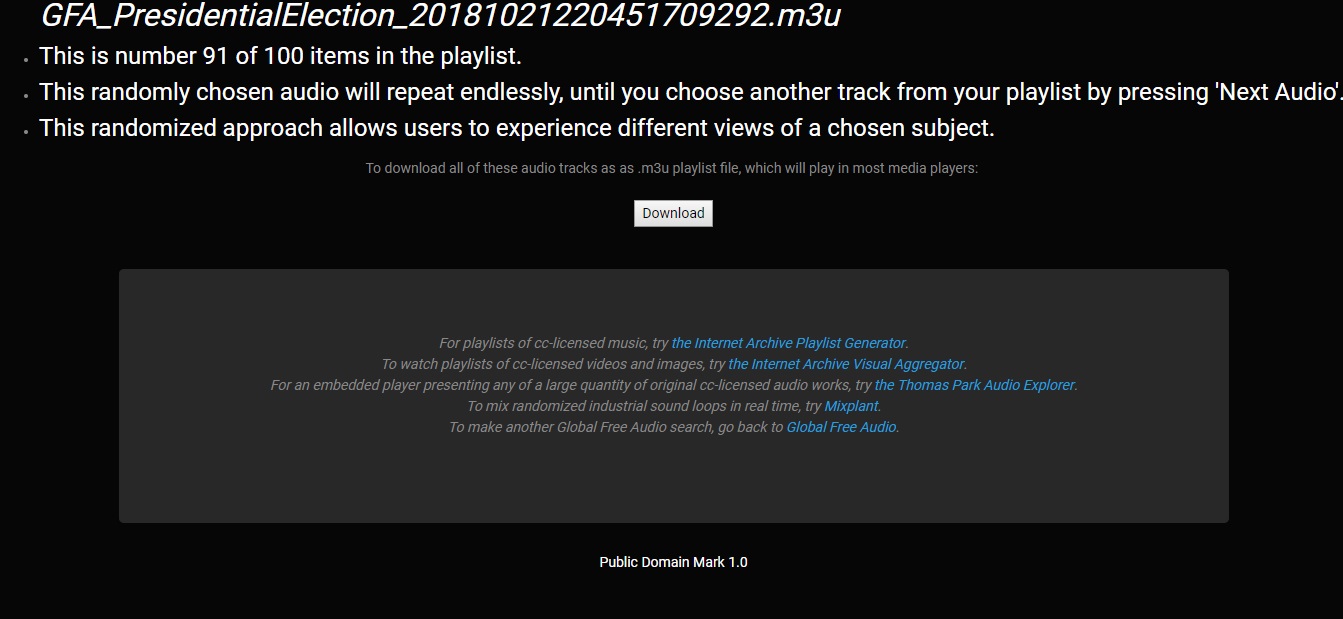 GFA_PresidentialElection_20181021220451709292.m3u
This is number 91 of 100 items in the playlist.
This randomly chosen audio will repeat endlessly, until you choose another track from your playlist by pressing 'Next Audio'.
This randomized approach allows users to experience different views of a chosen subject.
To download all of these audio tracks as as .m3u playlist file, which will play in most media players:
Download
For playlists of cc-licensed music, try the Internet Archive Playlist Generator.
To watch playlists of cc-licensed videos and images, try the Internet Archive Visual Aggregator.
For an embedded player presenting any of a large quantity of original cc-licensed audio works, try the Thomas Park Audio Explorer.
To mix randomized industrial sound loops in real time, try Mixplant.
To make another Global Free Audio search, go back to Global Free Audio.
Public Domain Mark 1.0